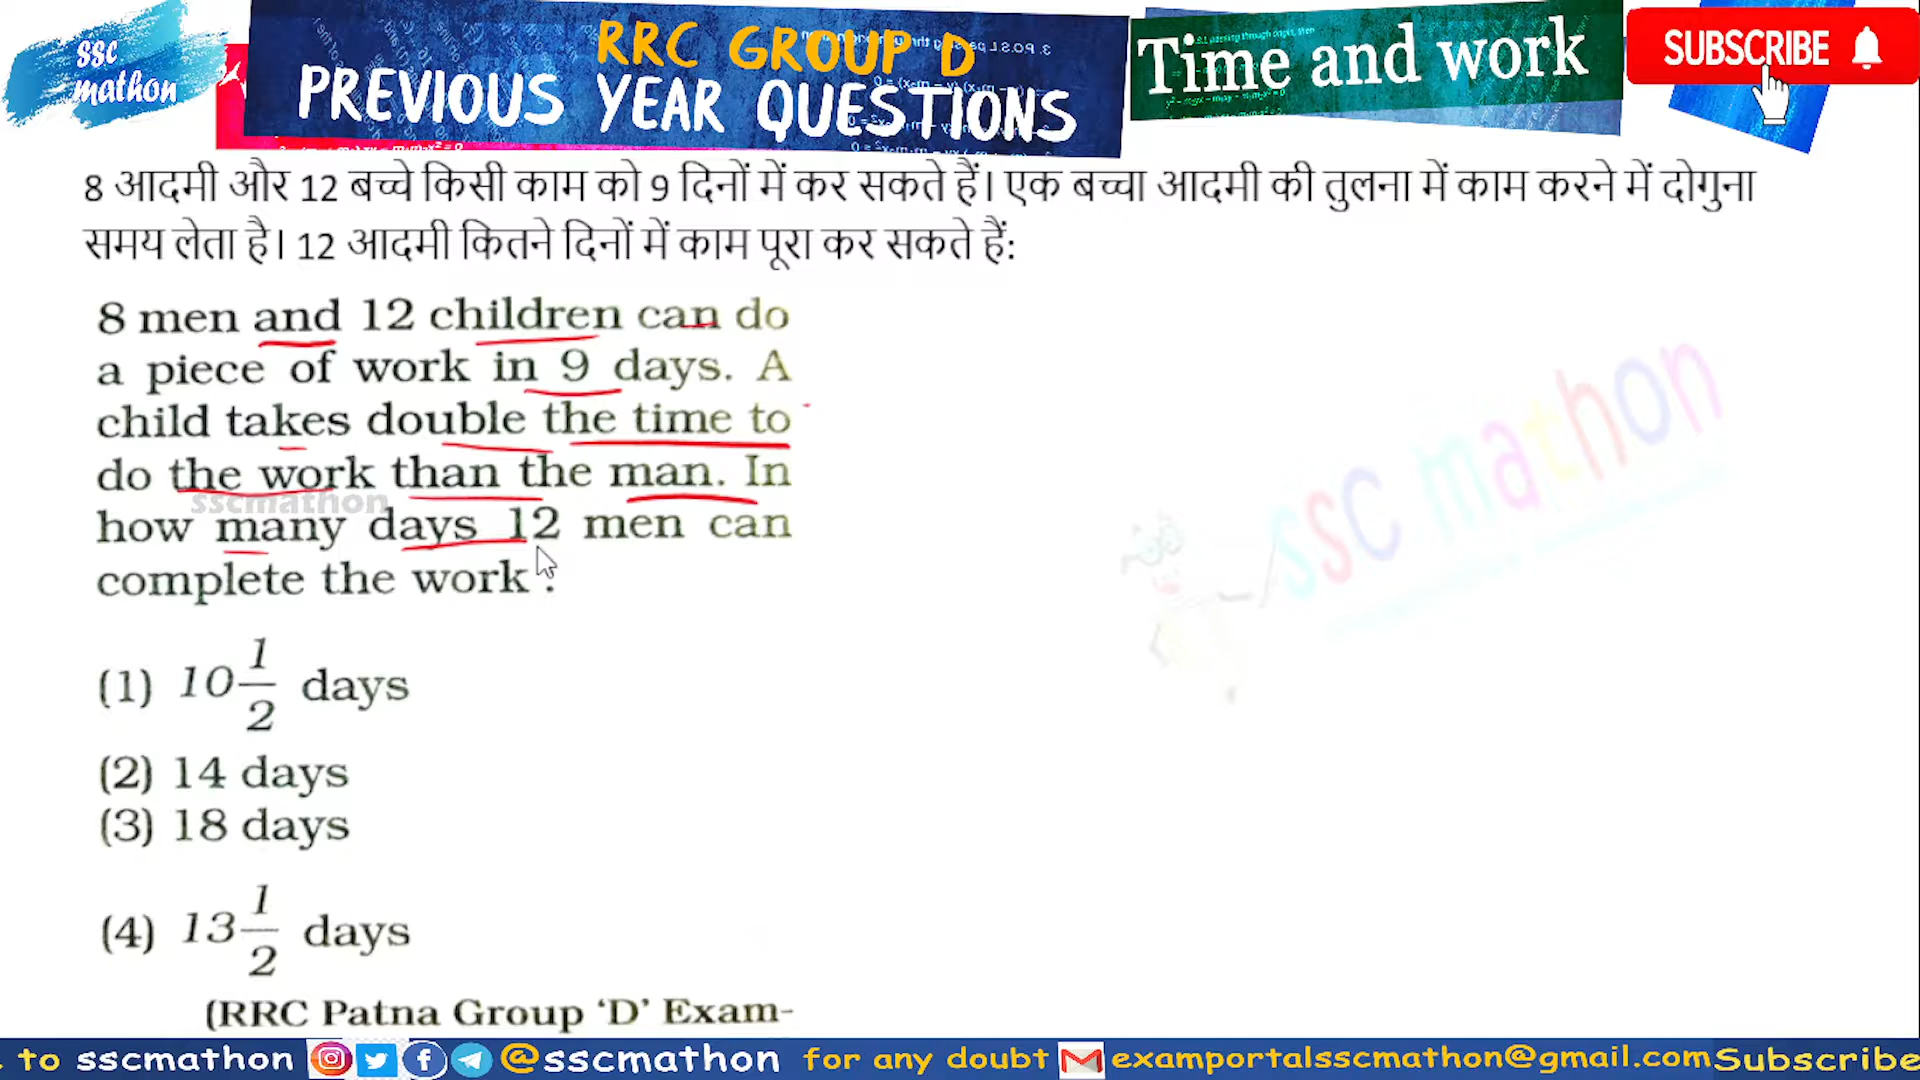 ssc
mathon
RRC GROUP D
PREVIOUS YEAR QUESTIONS
Time and work
SUBSCRIBE
8 आदमी और 12 बच्चे किसी काम को 9 दिनों में कर सकते हैं। एक बच्चा आदमी की तुलना में काम करने में दोगुना
समय लेता है। 12 आदमी कितने दिनों में काम पूरा कर सकते हैं:
8 men and 12 children can do
a piece of work in 9 days. A
child takes double the time to
do the work than the man. In
sscmathon
how many days 12 men can
complete the work ?
(1) 10 1/2 days
(2) 14 days
(3) 18 days
(4) 13 1/2 days
(RRC Patna Group ‘D’ Exam-
ssc mathon
to sscmathon @sscmathon for any doubt examportalsscmathon@gmail.com Subscribe